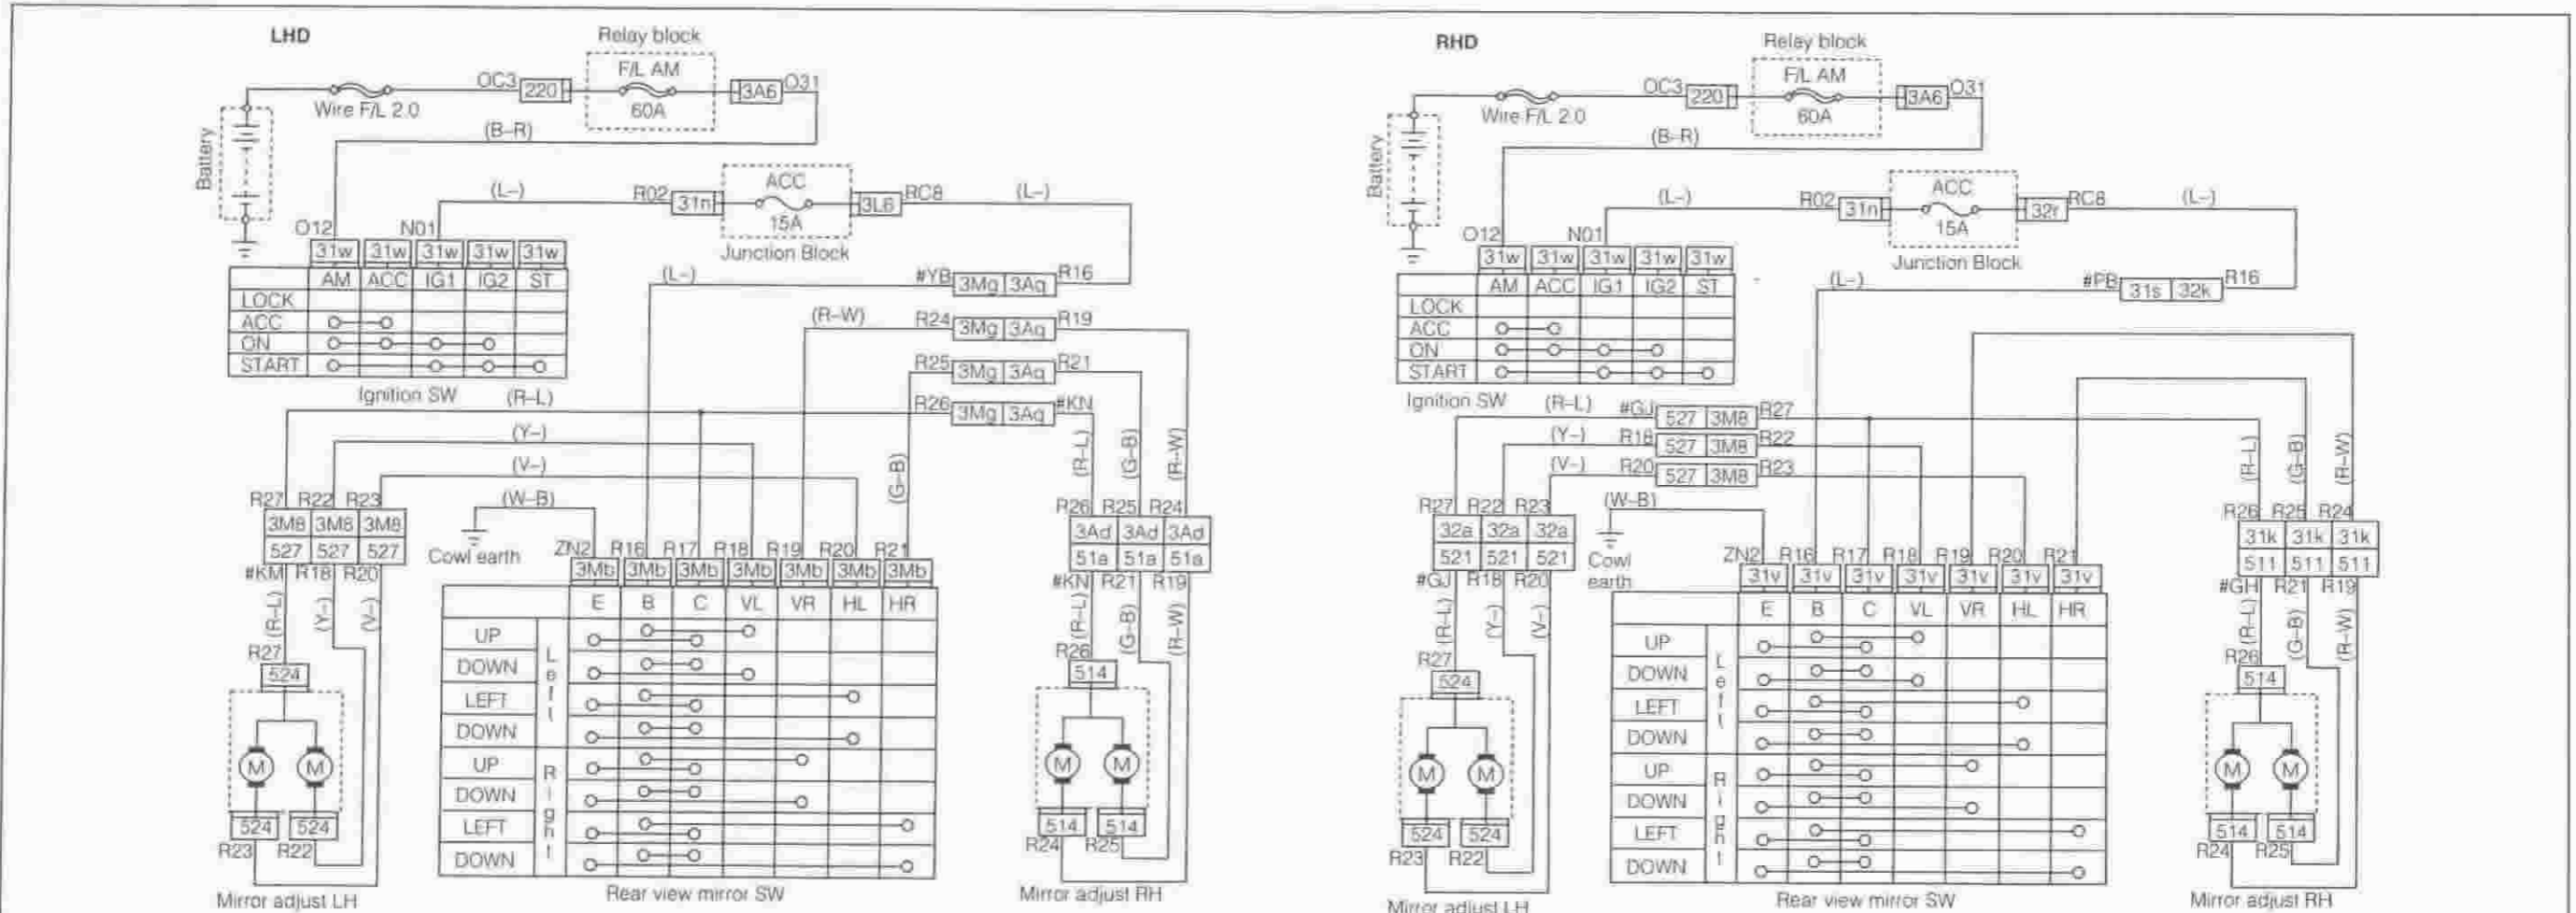 LHD
Relay block
F/L AM
60A
OC3 220
3A6 O31
Wire F/L 2.0
(B–R)
Battery
(L–)
R02 31n
ACC
15A
3L6 RC8
(L–)
Junction Block
O12 N01
31w 31w 31w 31w 31w
AM ACC IG1 IG2 ST
LOCK
ACC
ON
START
Ignition SW
(L–)
#YB 3Mg 3Aq R16
(R–W)
R24 3Mg 3Aq R19
R25 3Mg 3Aq R21
(R–L)
R26 3Mg 3Aq #KN
(Y–)
(V–)
(G–B)
(R–L) (G–B) (R–W)
(W–B)
Cowl earth
R27 R22 R23
3M8 3M8 3M8
527 527 527
#KM R18 R20
(R–L) (Y–) (V–)
R27
524
M M
524 524
R23 R22
Mirror adjust LH
ZN2 R16 R17 R18 R19 R20 R21
3Mb 3Mb 3Mb 3Mb 3Mb 3Mb 3Mb
E B C VL VR HL HR
Left
UP
DOWN
LEFT
DOWN
Right
UP
DOWN
LEFT
DOWN
Rear view mirror SW
R26 R25 R24
3Ad 3Ad 3Ad
51a 51a 51a
#KN R21 R19
(R–L) (G–B) (R–W)
R26
514
M M
514 514
R24 R25
Mirror adjust RH
RHD
Relay block
F/L AM
60A
OC3 220
3A6 O31
Wire F/L 2.0
(B–R)
Battery
(L–)
R02 31n
ACC
15A
32r RC8
(L–)
Junction Block
O12 N01
31w 31w 31w 31w 31w
AM ACC IG1 IG2 ST
LOCK
ACC
ON
START
Ignition SW
(L–)
#PB 31s 32k R16
(R–L)
#GJ 527 3M8 R27
(Y–)
R18 527 3M8 R22
(V–)
R20 527 3M8 R23
(R–L) (G–B) (R–W)
(W–B)
Cowl earth
R27 R22 R23
32a 32a 32a
521 521 521
#GJ R18 R20
(R–L) (Y–) (V–)
R27
524
M M
524 524
R23 R22
Mirror adjust LH
ZN2 R16 R17 R18 R19 R20 R21
31v 31v 31v 31v 31v 31v 31v
E B C VL VR HL HR
Left
UP
DOWN
LEFT
DOWN
Right
UP
DOWN
LEFT
DOWN
Rear view mirror SW
R26 R25 R24
31k 31k 31k
511 511 511
#GH R21 R19
(R–L) (G–B) (R–W)
R26
514
M M
514 514
R24 R25
Mirror adjust RH